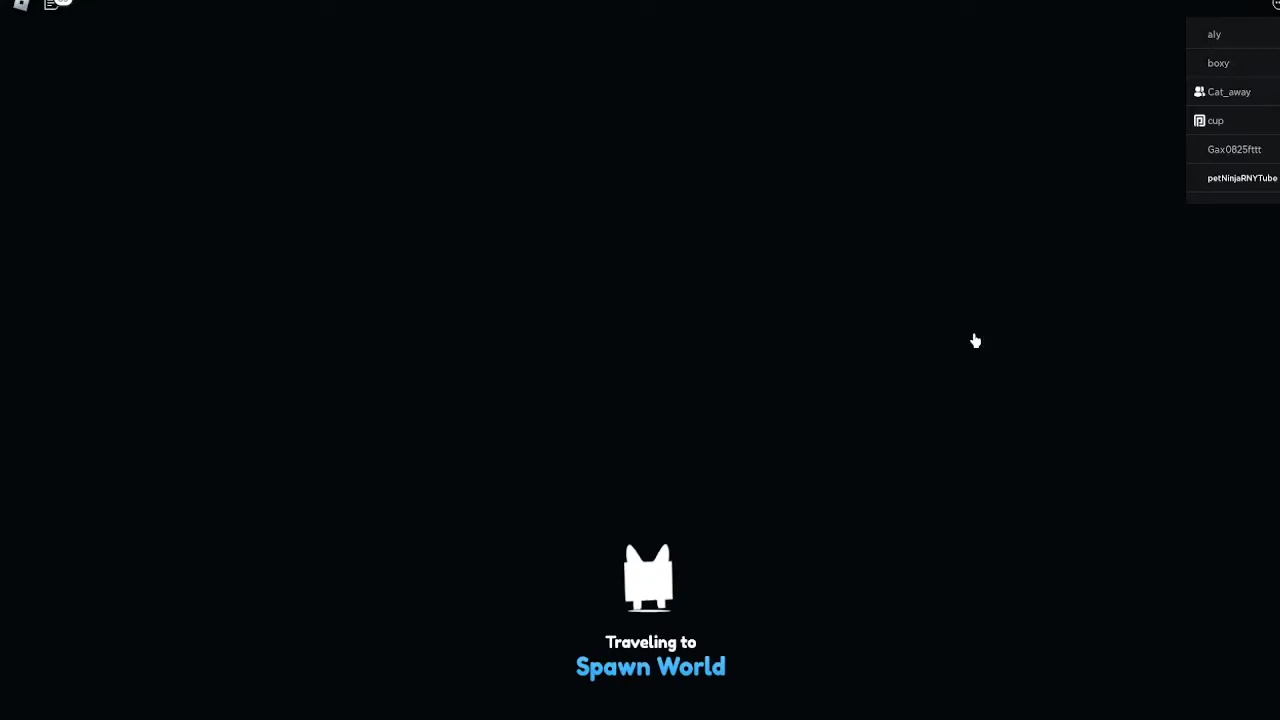 aly
boxy
Cat_away
cup
Gax0825fttt
petNinjaRNYTube
Traveling to
Spawn World